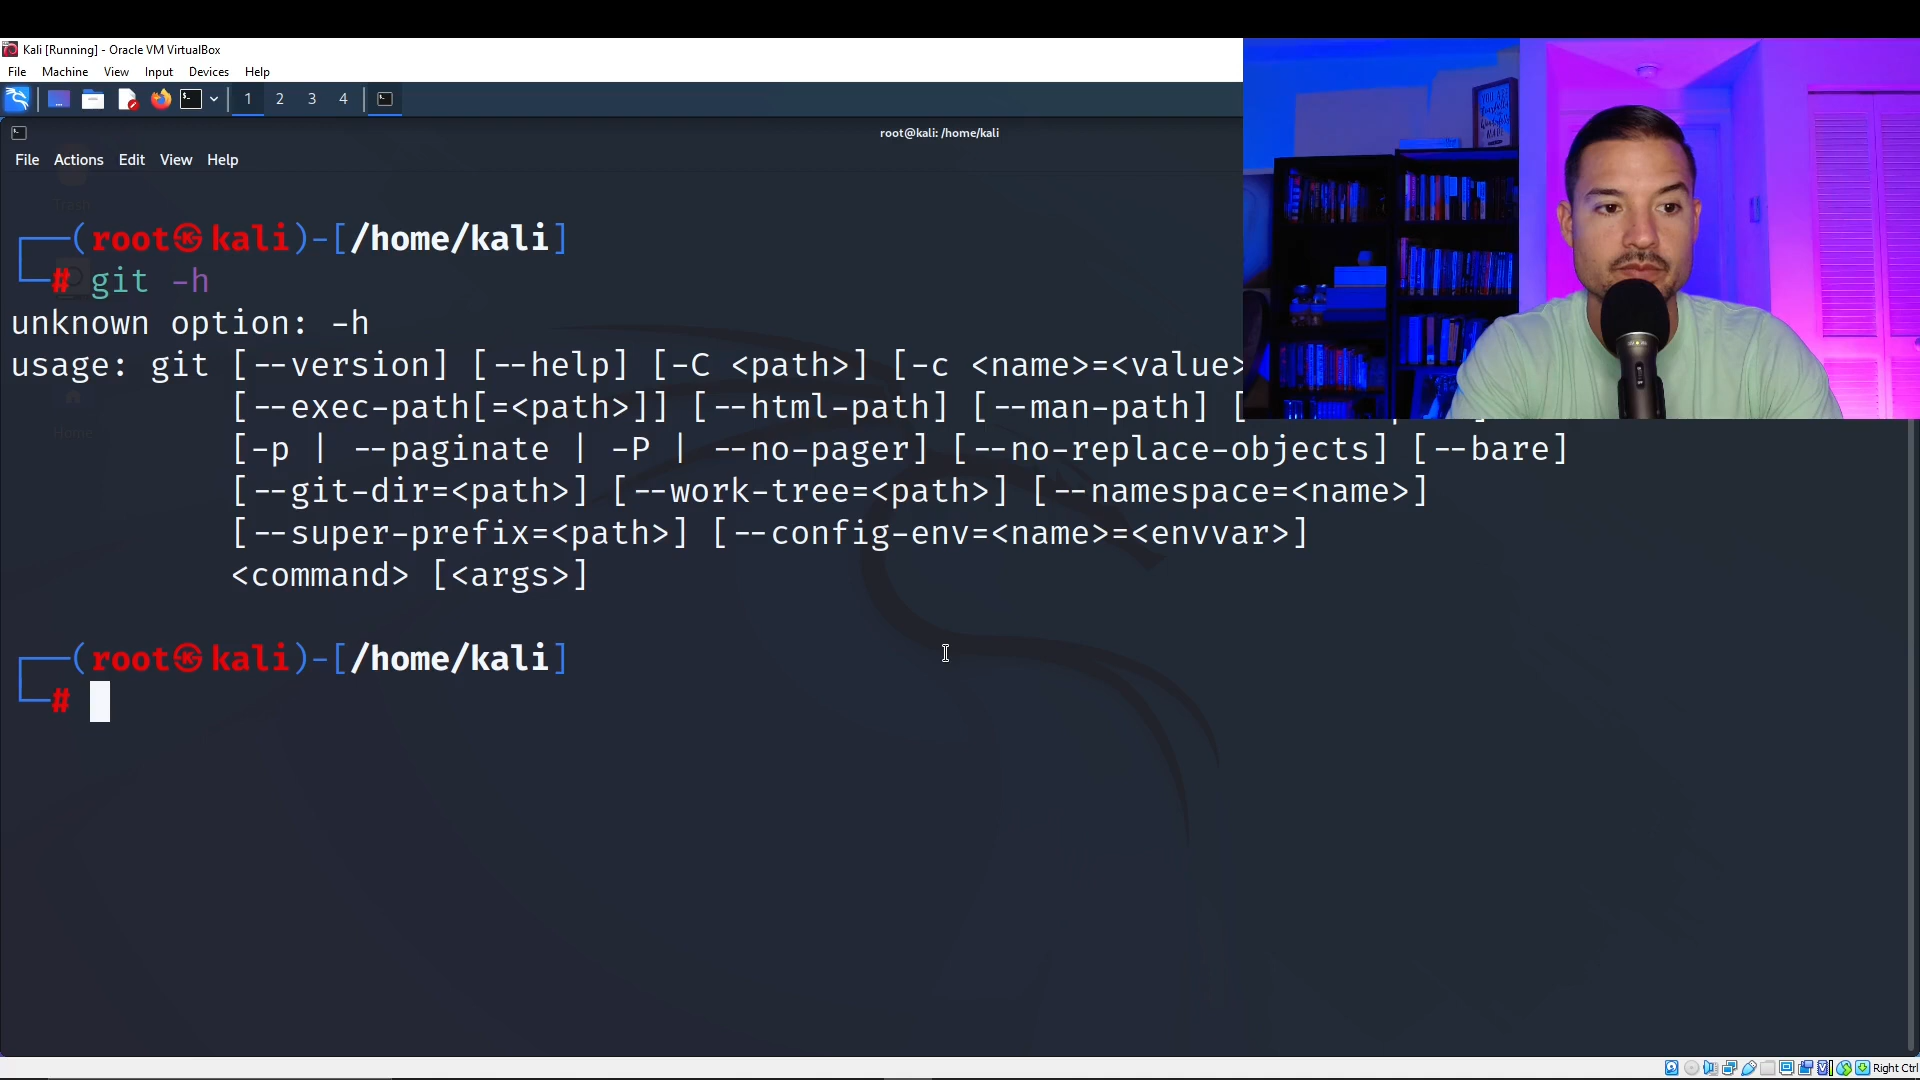 Kali [Running] - Oracle VM VirtualBox
File Machine View Input Devices Help
1 2 3 4
root@kali: /home/kali
File Actions Edit View Help
Trash
(root㉿kali)-[/home/kali]
# git -h
unknown option: -h
usage: git [--version] [--help] [-C <path>] [-c <name>=<value>
[--exec-path[=<path>]] [--html-path] [--man-path] [
Home
[-p | --paginate | -P | --no-pager] [--no-replace-objects] [--bare]
[--git-dir=<path>] [--work-tree=<path>] [--namespace=<name>]
[--super-prefix=<path>] [--config-env=<name>=<envvar>]
<command> [<args>]
(root㉿kali)-[/home/kali]
#
Right Ctrl